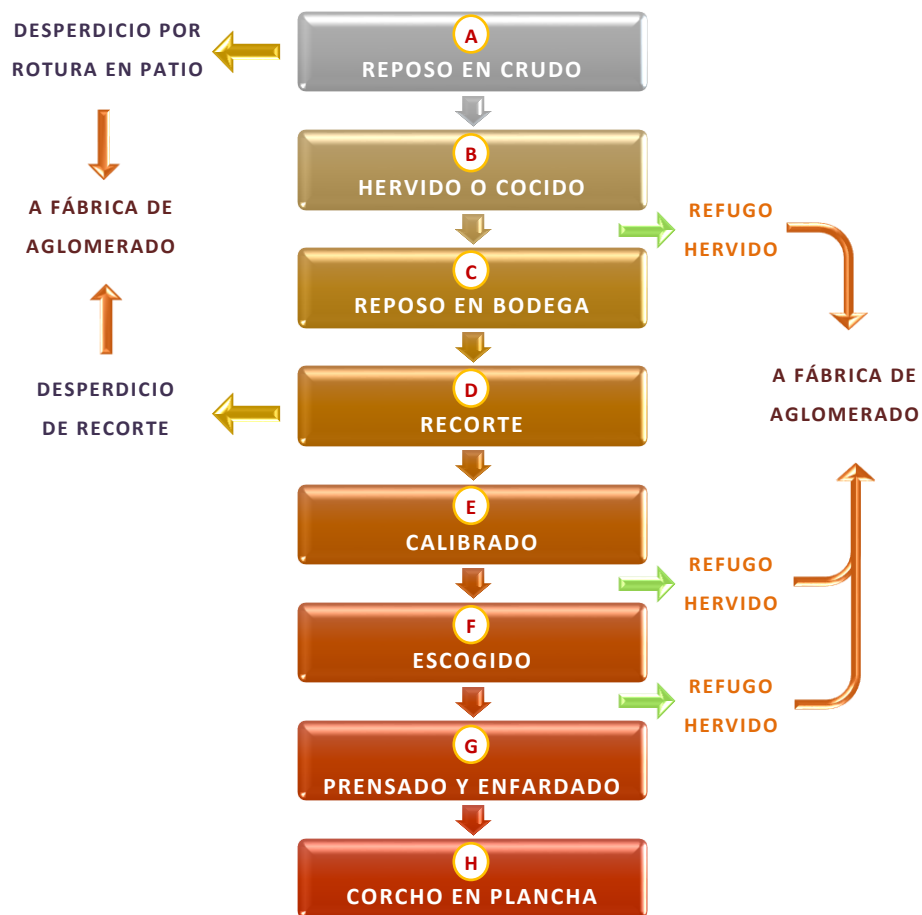 DESPERDICIO POR
ROTURA EN PATIO
A
REPOSO EN CRUDO
B
HERVIDO O COCIDO
A FÁBRICA DE
AGLOMERADO
REFUGO
HERVIDO
C
REPOSO EN BODEGA
DESPERDICIO
DE RECORTE
D
RECORTE
A FÁBRICA DE
AGLOMERADO
E
CALIBRADO
REFUGO
HERVIDO
F
ESCOGIDO
REFUGO
HERVIDO
G
PRENSADO Y ENFARDADO
H
CORCHO EN PLANCHA